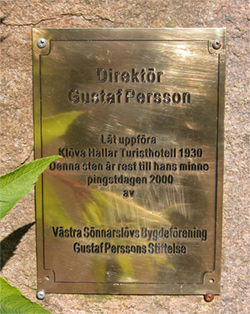 Direktör
Gustaf Persson
Lät uppföra
Klöva Hallar Turisthotell 1930
Denna sten är rest till hans minne
pingstdagen 2000
av
Västra Sönnarslövs Bygdeförening
Gustaf Perssons Stiftelse